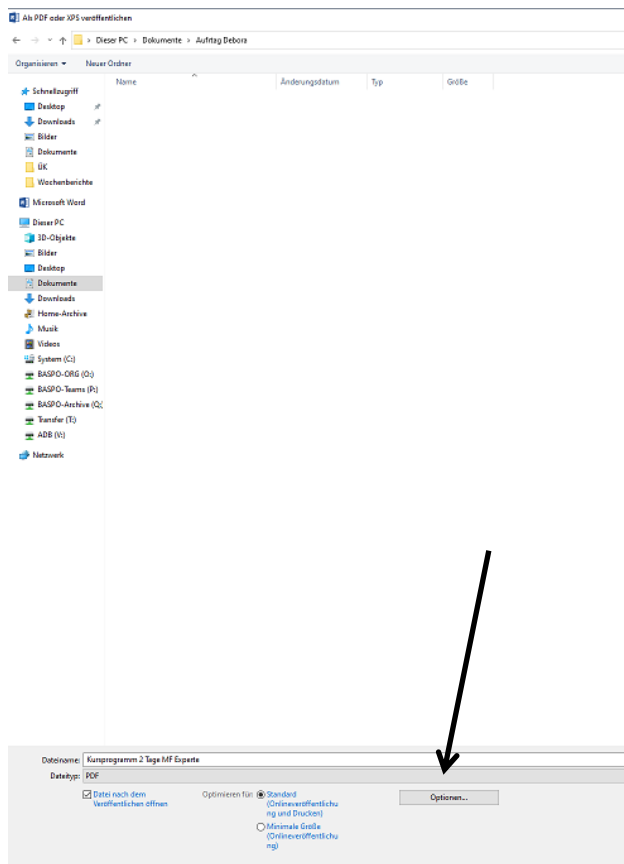 Als PDF oder XPS veröffentlichen
Dieser PC › Dokumente › Aufrtag Debora
Organisieren Neuer Ordner
Name Änderungsdatum Typ Größe
Schnellzugriff
Desktop
Downloads
Bilder
Dokumente
ÜK
Wochenberichte
Microsoft Word
Dieser PC
3D-Objekte
Bilder
Desktop
Dokumente
Downloads
Home-Archive
Musik
Videos
System (C:)
BASPO-ORG (O:)
BASPO-Teams (P:)
BASPO-Archive (Q:
Transfer (T:)
ADB (V:)
Netzwerk
Dateiname: Kursprogramm 2 Tage MF Experte
Dateityp: PDF
Datei nach dem
Veröffentlichen öffnen
Optimieren für:
Standard
(Onlineveröffentlichu
ng und Drucken)
Minimale Größe
(Onlineveröffentlichu
ng)
Optionen...